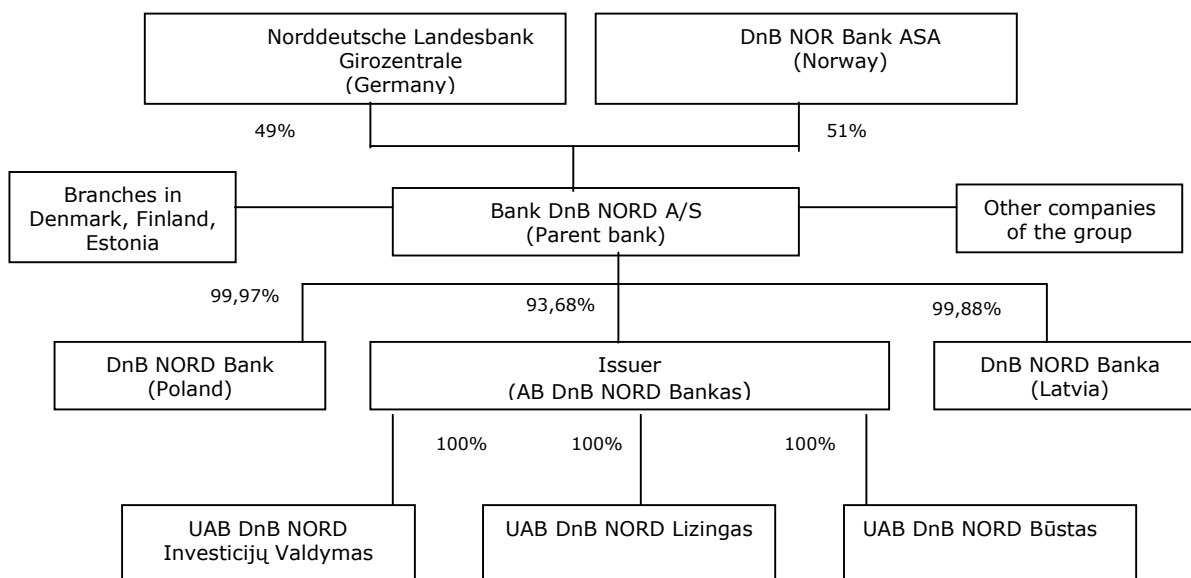 Norddeutsche Landesbank
Girozentrale
(Germany)
DnB NOR Bank ASA
(Norway)
49%
51%
Branches in
Denmark, Finland,
Estonia
Bank DnB NORD A/S
(Parent bank)
Other companies
of the group
99,97%
93,68%
99,88%
DnB NORD Bank
(Poland)
Issuer
(AB DnB NORD Bankas)
DnB NORD Banka
(Latvia)
100%
100%
100%
UAB DnB NORD
Investicijų Valdymas
UAB DnB NORD Lizingas
UAB DnB NORD Būstas